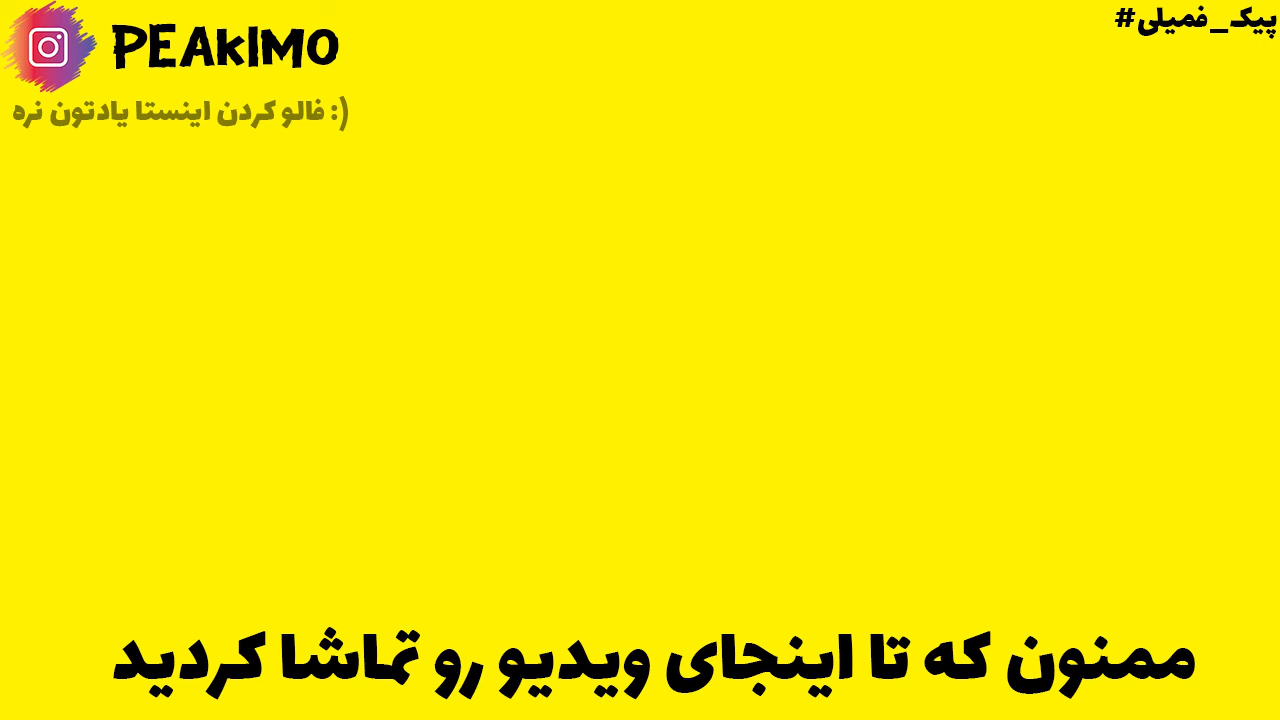 PEAKIMO
#پیک_فمیلی
فالو کردن اینستا یادتون نره :)
ممنون که تا اینجای ویدیو رو تماشا کردید